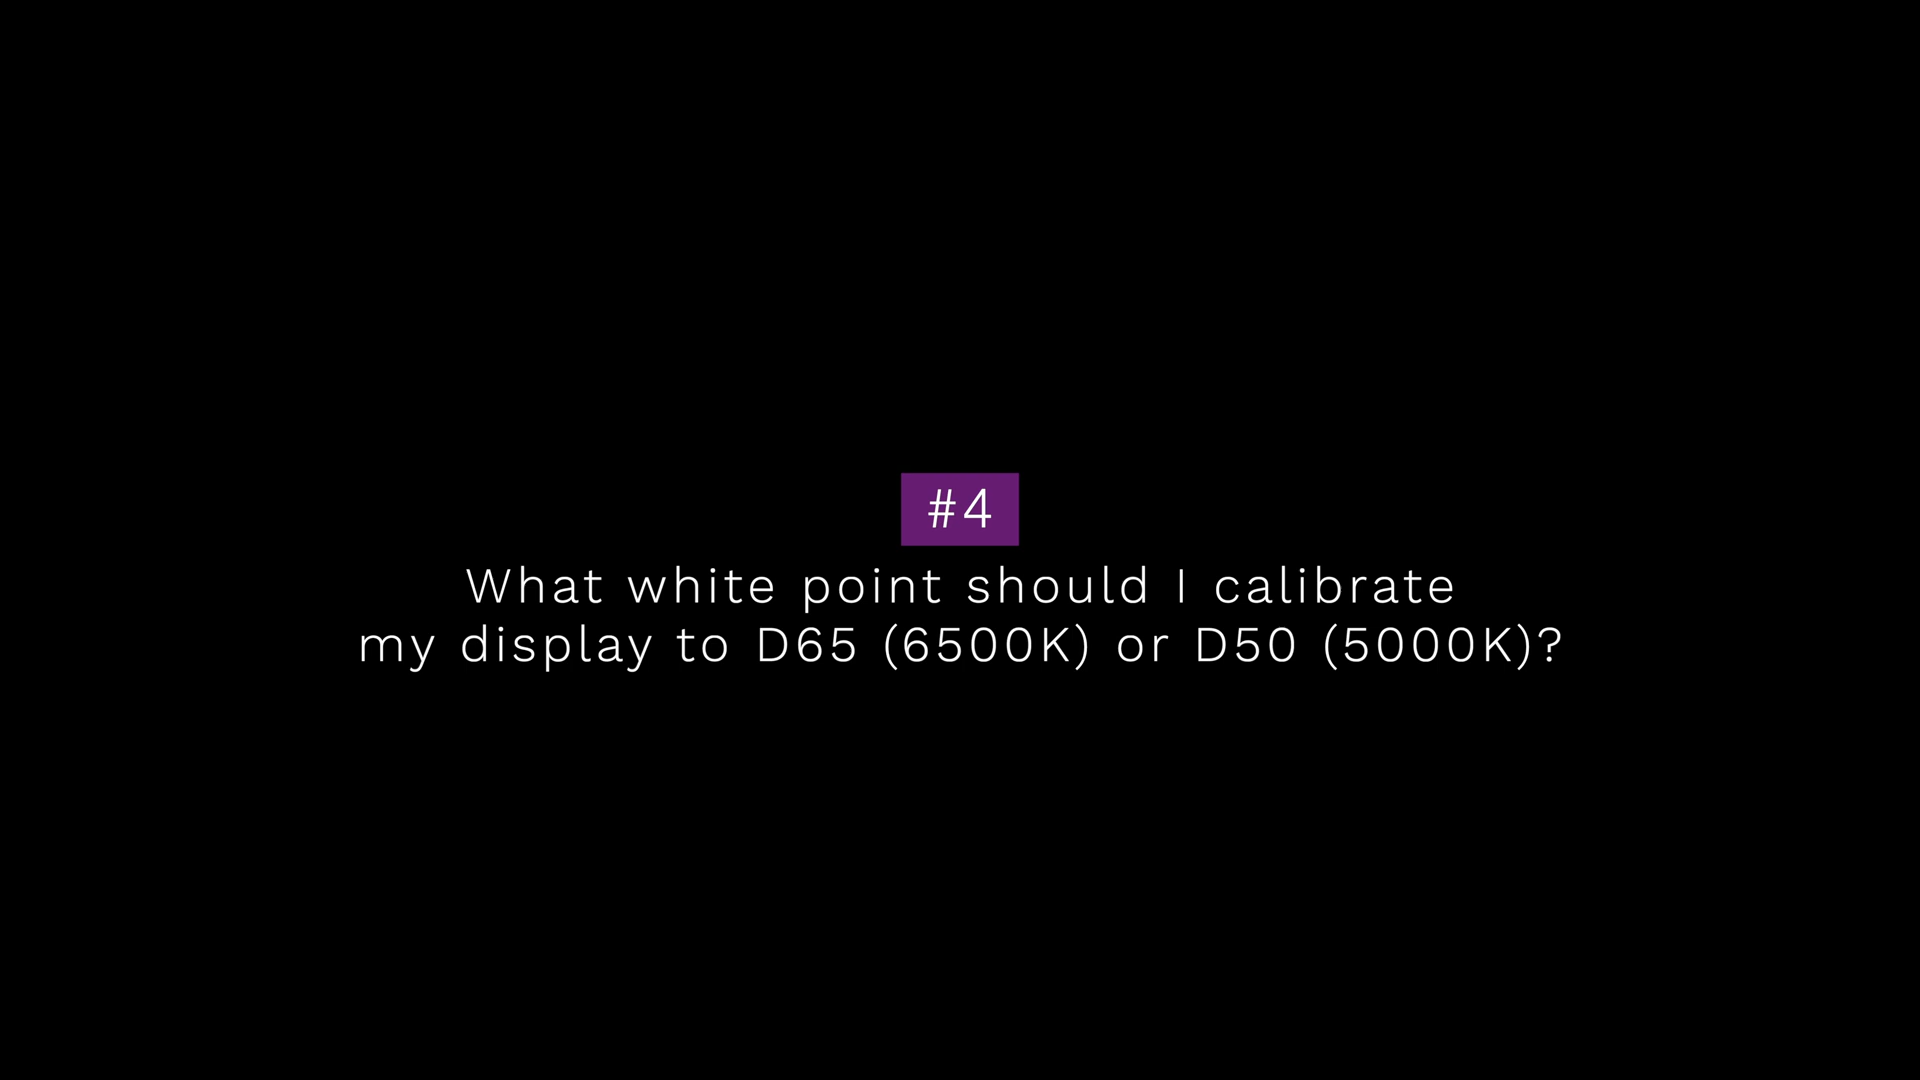 #4
What white point should I calibrate
my display to D65 (6500K) or D50 (5000K)?